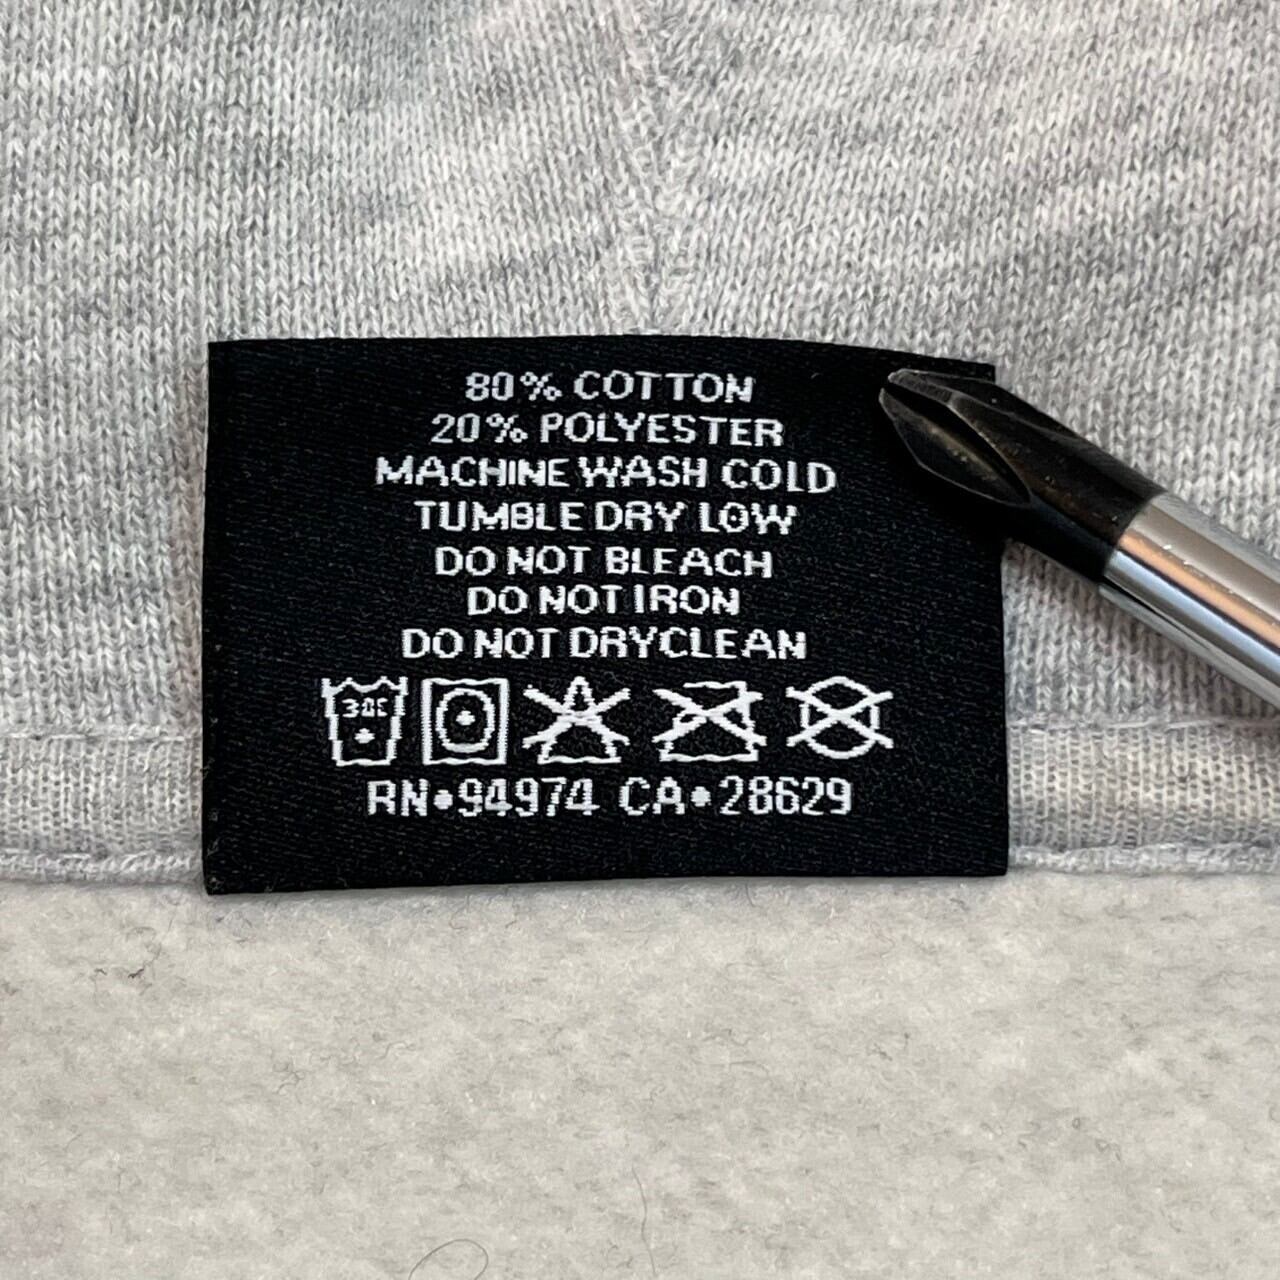 80% COTTON
20% POLYESTER
MACHINE WASH COLD
TUMBLE DRY LOW
DO NOT BLEACH
DO NOT IRON
DO NOT DRYCLEAN
30C
RN•94974 CA•28629